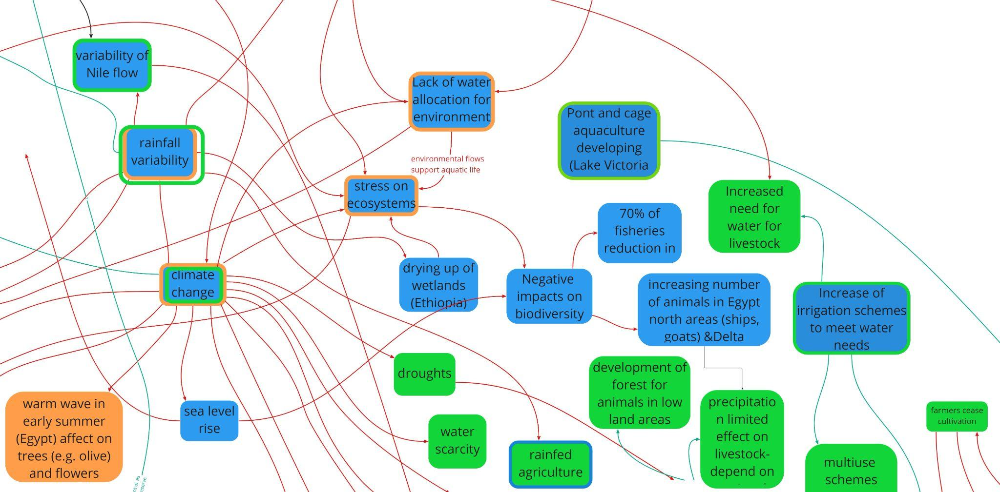 variability of
Nile flow
Lack of water
allocation for
environment
Pont and cage
aquaculture
developing
(Lake Victoria
rainfall
variability
environmental flows
support aquatic life
stress on
ecosystems
Increased
need for
water for
livestock
70% of
fisheries
reduction in
climate
change
drying up of
wetlands
(Ethiopia)
Negative
impacts on
biodiversity
increasing number
of animals in Egypt
north areas (ships,
goats) &Delta
Increase of
irrigation schemes
to meet water
needs
droughts
development of
forest for
animals in low
land areas
warm wave in
early summer
(Egypt) affect on
trees (e.g. olive)
and flowers
sea level
rise
water
scarcity
rainfed
agriculture
precipitatio
n limited
effect on
livestock-
depend on
multiuse
schemes
farmers cease
cultivation
nt or as
eserve